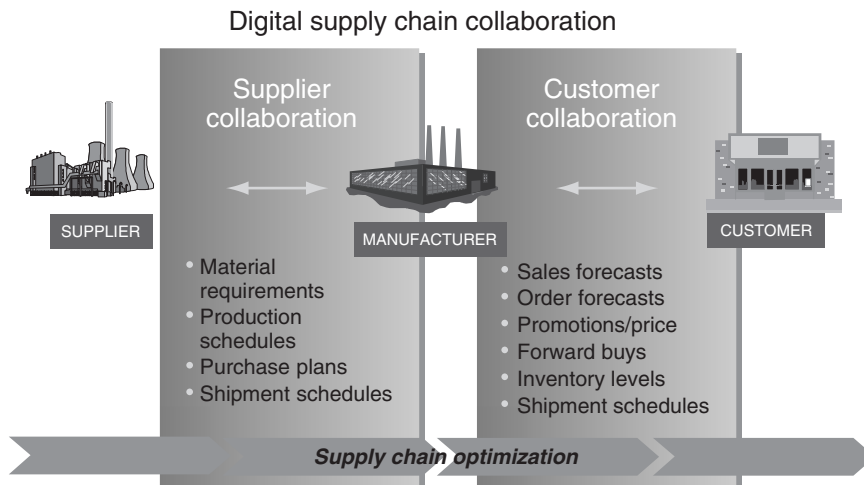 Digital supply chain collaboration
Supplier
collaboration
Customer
collaboration
SUPPLIER
MANUFACTURER
CUSTOMER
• Material
requirements
• Production
schedules
• Purchase plans
• Shipment schedules
• Sales forecasts
• Order forecasts
• Promotions/price
• Forward buys
• Inventory levels
• Shipment schedules
Supply chain optimization